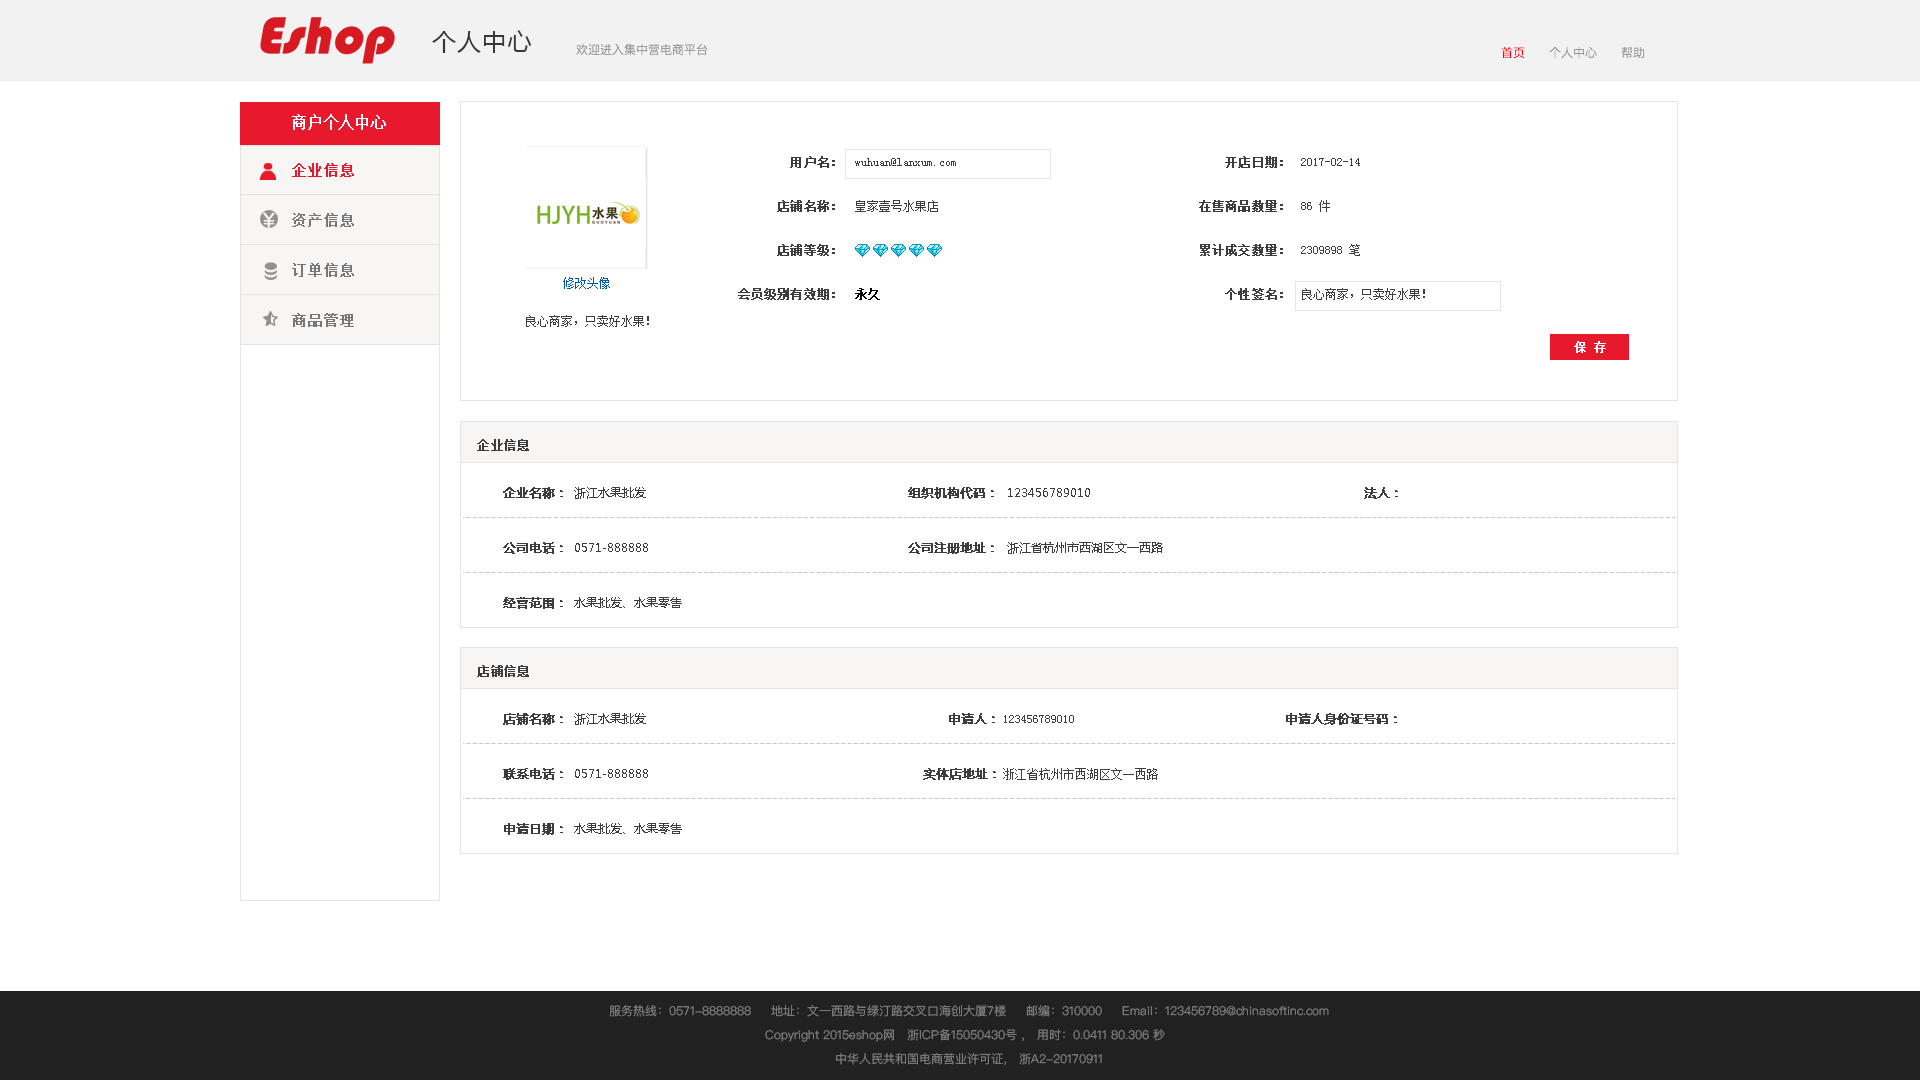 Eshop 个人中心 欢迎进入集中营电商平台 首页 个人中心 帮助
商户个人中心
企业信息
资产信息
订单信息
商品管理
HJYH水果
GUOYUAN
修改头像
良心商家，只卖好水果！
用户名： wuhuan@lanxum.com 开店日期： 2017-02-14
店铺名称： 皇家壹号水果店 在售商品数量： 86 件
店铺等级： 累计成交数量： 2309898 笔
会员级别有效期： 永久 个性签名： 良心商家，只卖好水果！
保 存
企业信息
企业名称： 浙江水果批发 组织机构代码： 123456789010 法人：
公司电话： 0571-888888 公司注册地址： 浙江省杭州市西湖区文一西路
经营范围： 水果批发、水果零售
店铺信息
店铺名称： 浙江水果批发 申请人： 123456789010 申请人身份证号码：
联系电话： 0571-888888 实体店地址： 浙江省杭州市西湖区文一西路
申请日期： 水果批发、水果零售
服务热线：0571-8888888 地址：文一西路与绿汀路交叉口海创大厦7楼 邮编：310000 Email：123456789@chinasoftinc.com
Copyright 2015eshop网 浙ICP备15050430号， 用时：0.0411 80.306 秒
中华人民共和国电商营业许可证， 浙A2-20170911